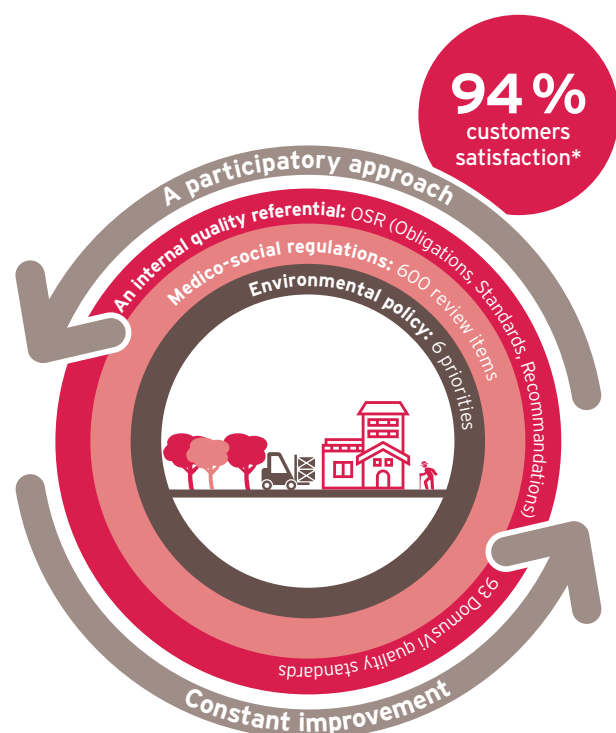 94 %
customers
satisfaction*
A participatory approach
An internal quality referential: OSR (Obligations, Standards, Recommandations)
93 DomusVi quality standards
Medico-social regulations: 600 review items
Environmental policy: 6 priorities
Constant improvement